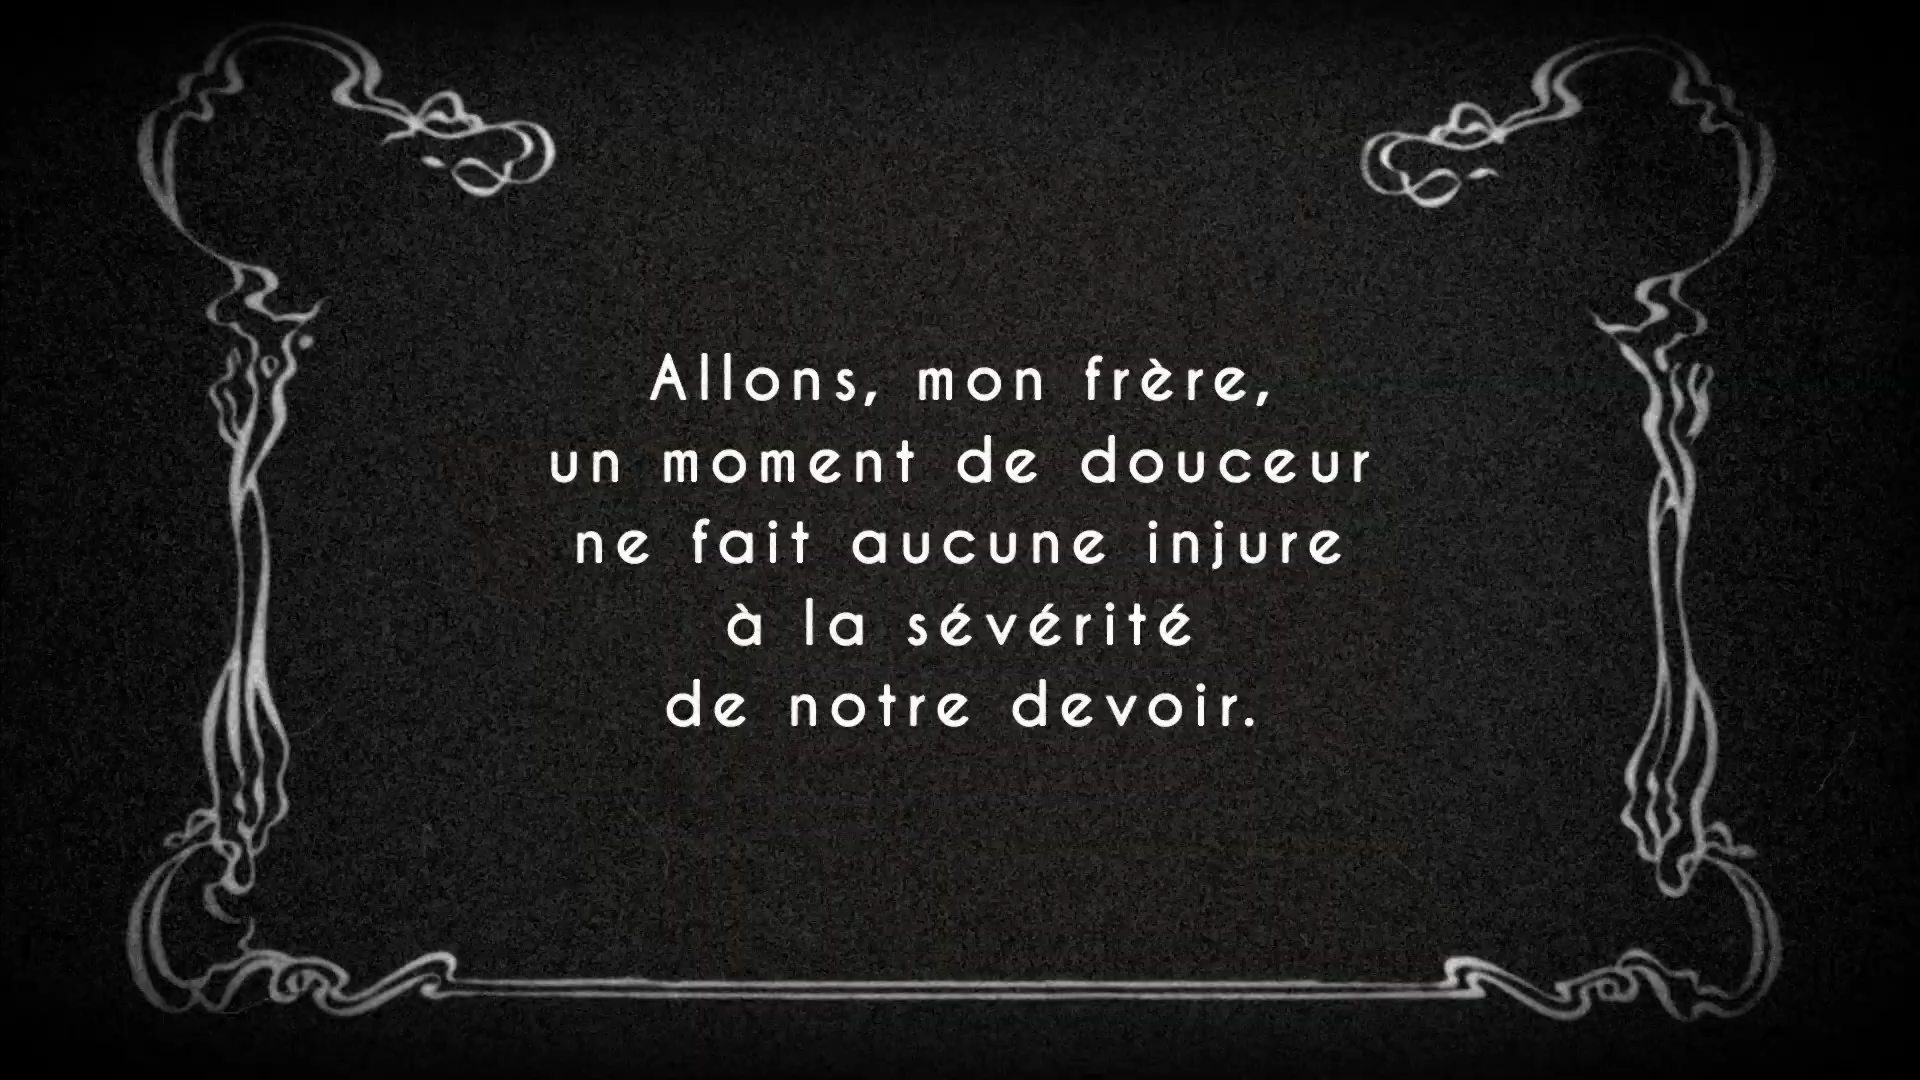 Allons, mon frère,
un moment de douceur
ne fait aucune injure
à la sévérité
de notre devoir.